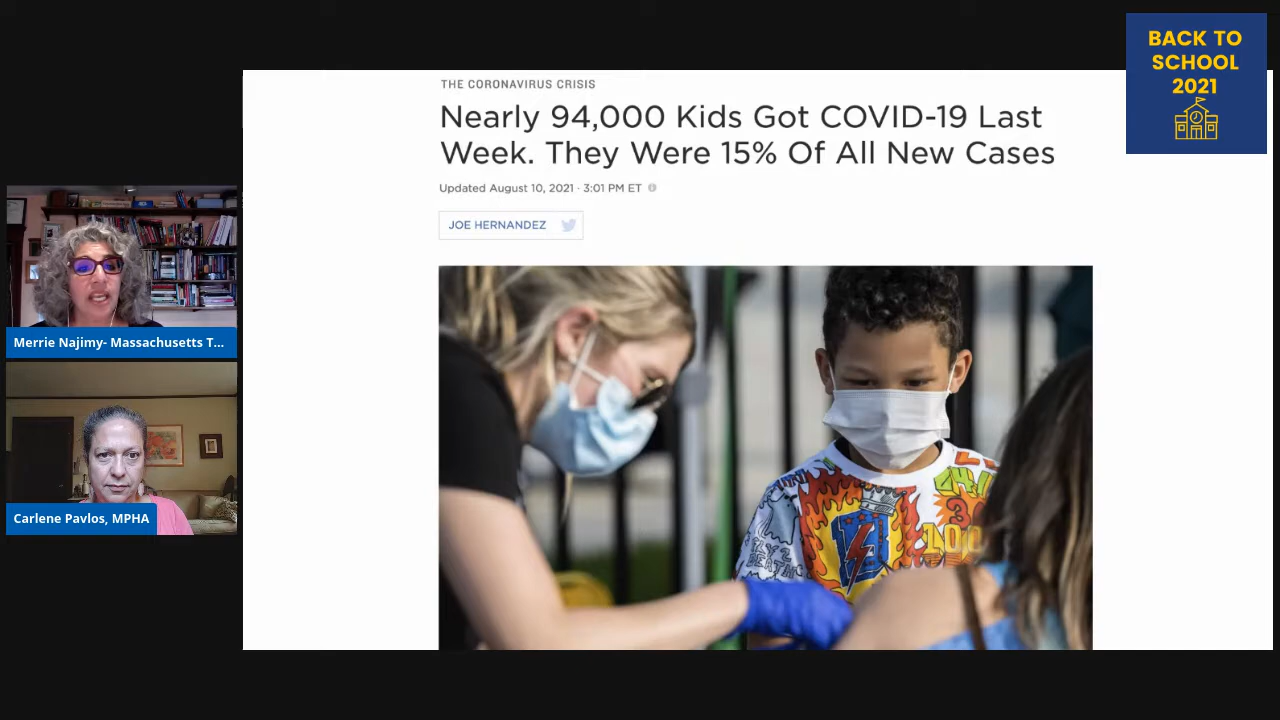 BACK TO
SCHOOL
2021
THE CORONAVIRUS CRISIS
Nearly 94,000 Kids Got COVID-19 Last
Week. They Were 15% Of All New Cases
Updated August 10, 2021 · 3:01 PM ET
JOE HERNANDEZ
Merrie Najimy- Massachusetts T...
Carlene Pavlos, MPHA
100